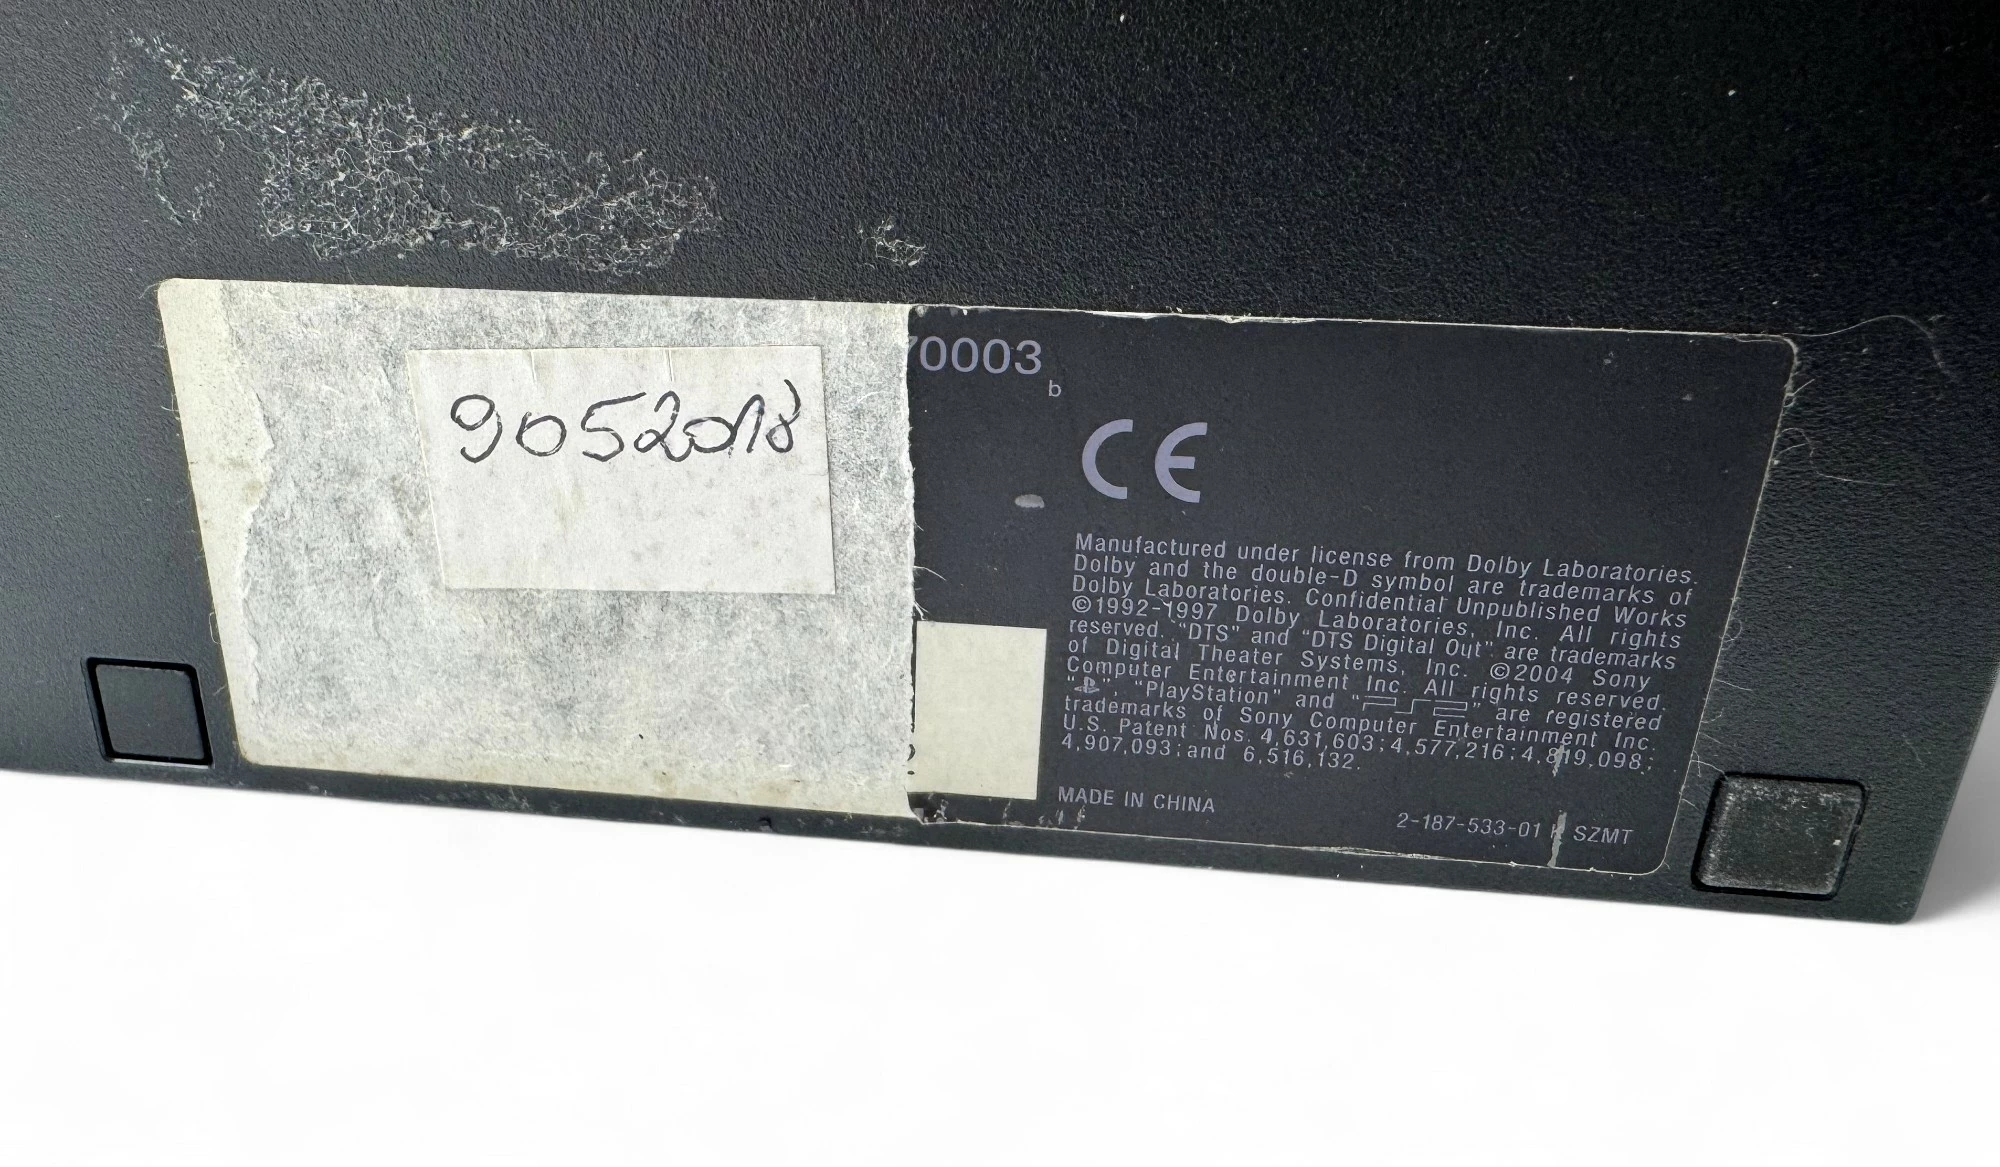 9052018
70003
b
CE
Manufactured under license from Dolby Laboratories.
Dolby and the double-D symbol are trademarks of
Dolby Laboratories. Confidential Unpublished Works
©1992-1997 Dolby Laboratories, Inc. All rights
reserved. "DTS" and "DTS Digital Out" are trademarks
of Digital Theater Systems, Inc. ©2004 Sony
Computer Entertainment Inc. All rights reserved.
" ", "PlayStation" and "PS2" are registered
trademarks of Sony Computer Entertainment Inc.
U.S. Patent Nos. 4,631,603; 4,577,216; 4,819,098;
4,907,093; and 6,516,132.
MADE IN CHINA
2-187-533-01 SZMT